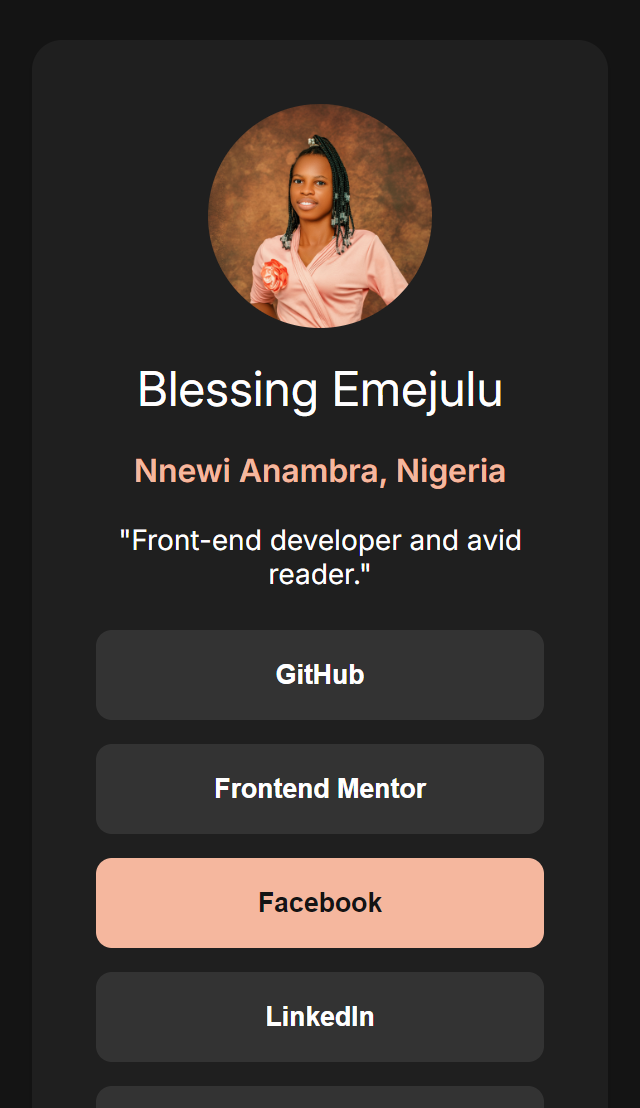 Blessing Emejulu
Nnewi Anambra, Nigeria
"Front-end developer and avid
reader."
GitHub
Frontend Mentor
Facebook
LinkedIn